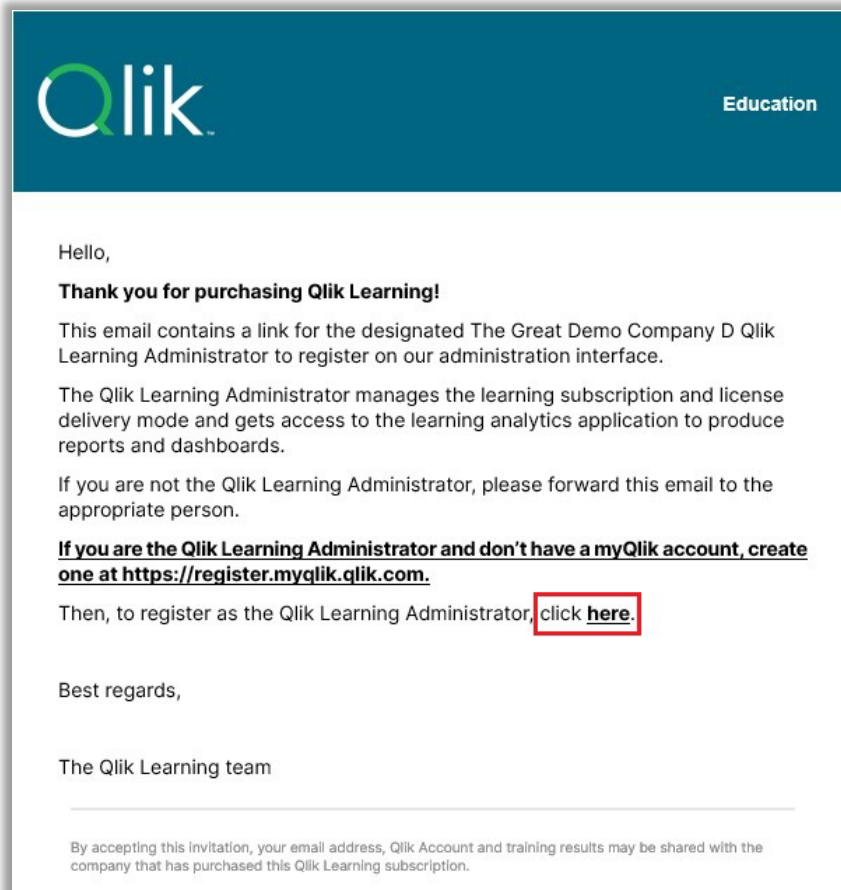 Qlik
Education
Hello,
Thank you for purchasing Qlik Learning!
This email contains a link for the designated The Great Demo Company D Qlik
Learning Administrator to register on our administration interface.
The Qlik Learning Administrator manages the learning subscription and license
delivery mode and gets access to the learning analytics application to produce
reports and dashboards.
If you are not the Qlik Learning Administrator, please forward this email to the
appropriate person.
If you are the Qlik Learning Administrator and don't have a myQlik account, create
one at https://register.myqlik.qlik.com.
Then, to register as the Qlik Learning Administrator, click here.
Best regards,
The Qlik Learning team
By accepting this invitation, your email address, Qlik Account and training results may be shared with the
company that has purchased this Qlik Learning subscription.